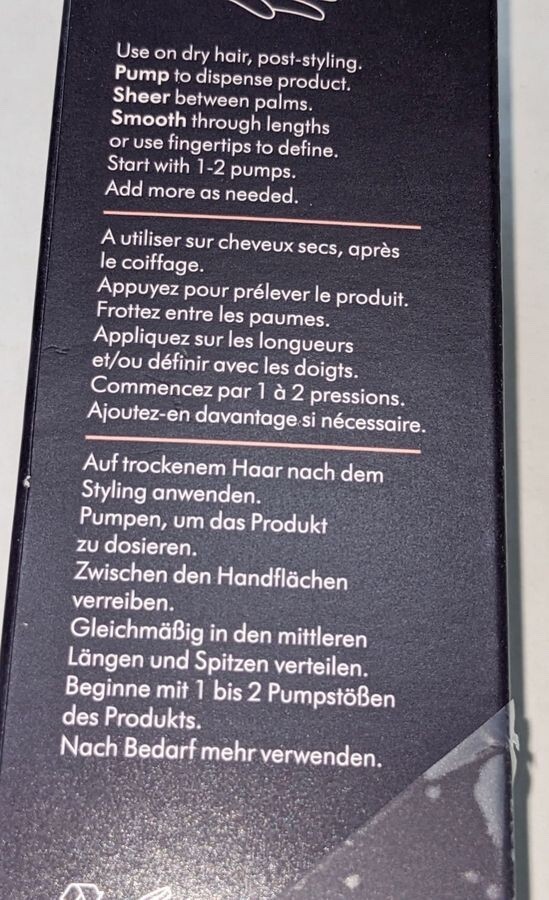 Use on dry hair, post-styling.
Pump to dispense product.
Sheer between palms.
Smooth through lengths
or use fingertips to define.
Start with 1-2 pumps.
Add more as needed.
A utiliser sur cheveux secs, après
le coiffage.
Appuyez pour prélever le produit.
Frottez entre les paumes.
Appliquez sur les longueurs
et/ou définir avec les doigts.
Commencez par 1 à 2 pressions.
Ajoutez-en davantage si nécessaire.
Auf trockenem Haar nach dem
Styling anwenden.
Pumpen, um das Produkt
zu dosieren.
Zwischen den Handflächen
verreiben.
Gleichmäßig in den mittleren
Längen und Spitzen verteilen.
Beginne mit 1 bis 2 Pumpstößen
des Produkts.
Nach Bedarf mehr verwenden.